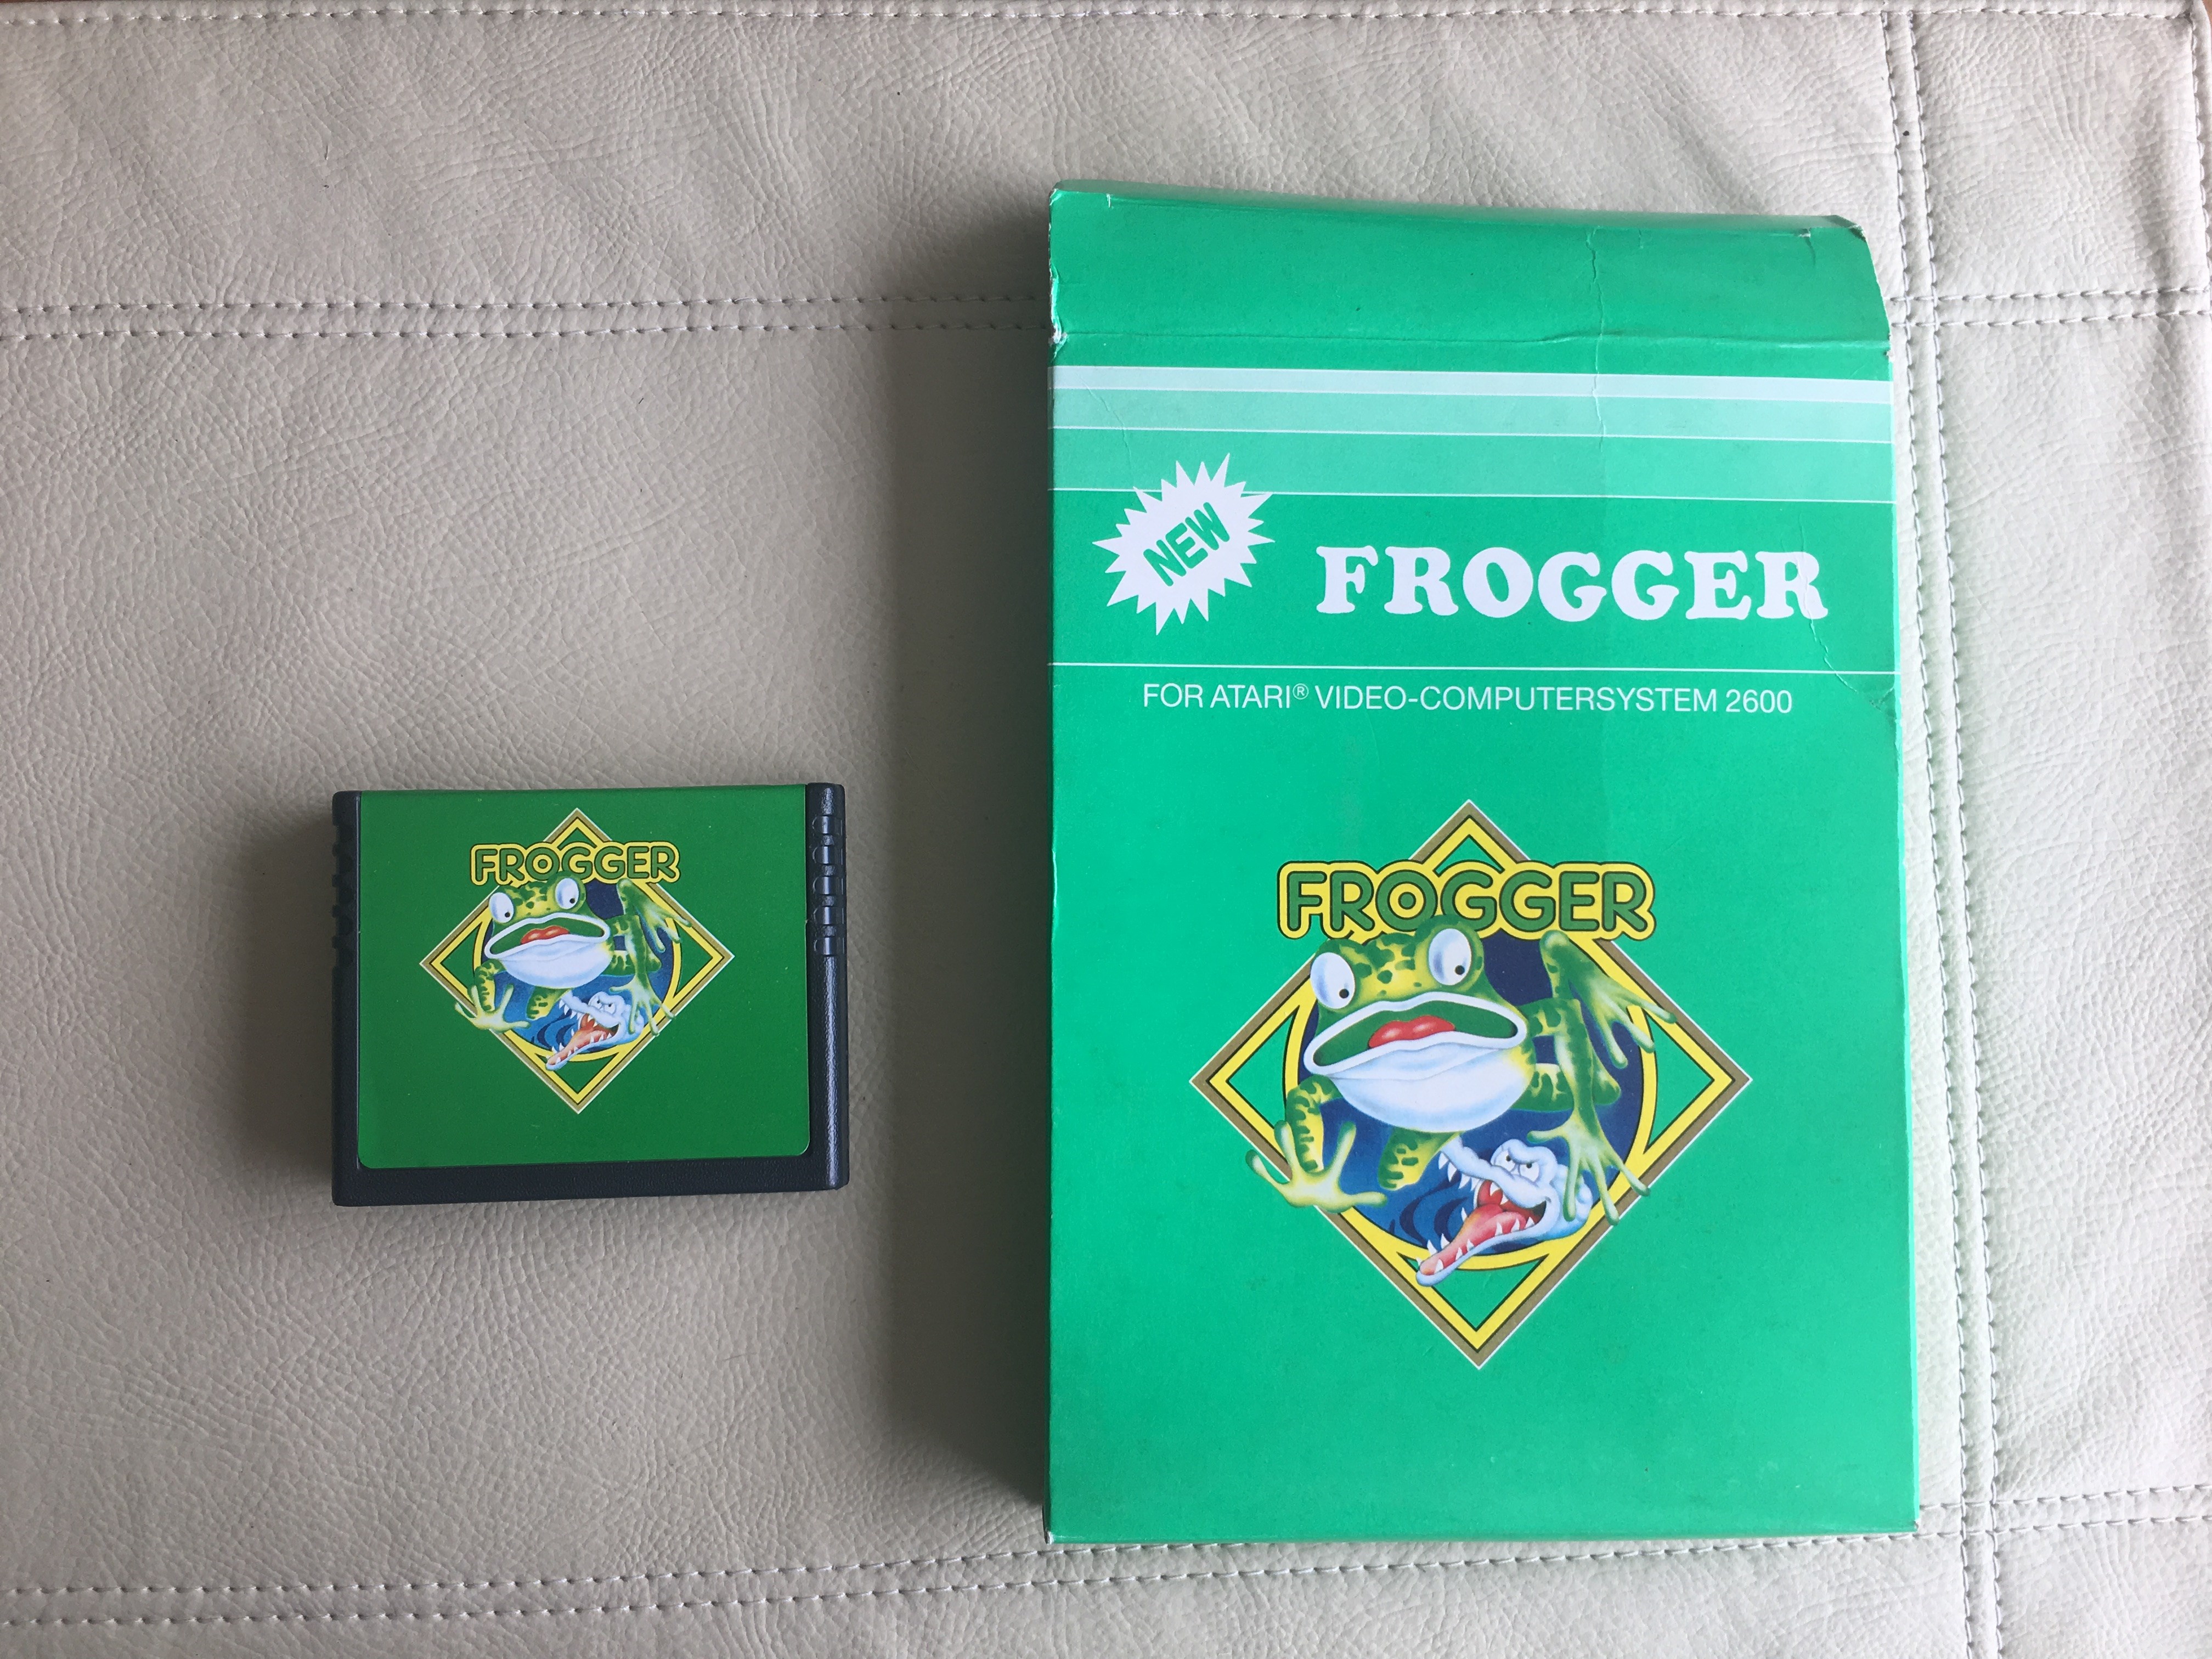 FROGGER
NEW
FROGGER
FOR ATARI® VIDEO-COMPUTERSYSTEM 2600
FROGGER